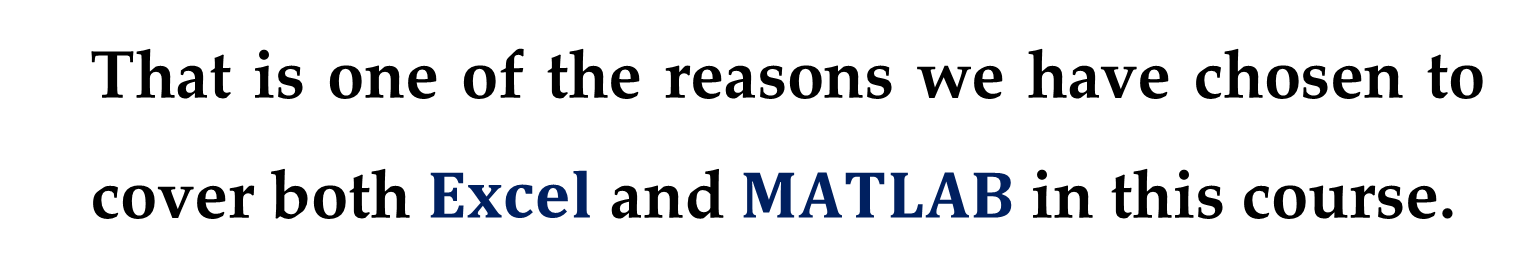 That is one of the reasons we have chosen to
cover both Excel and MATLAB in this course.